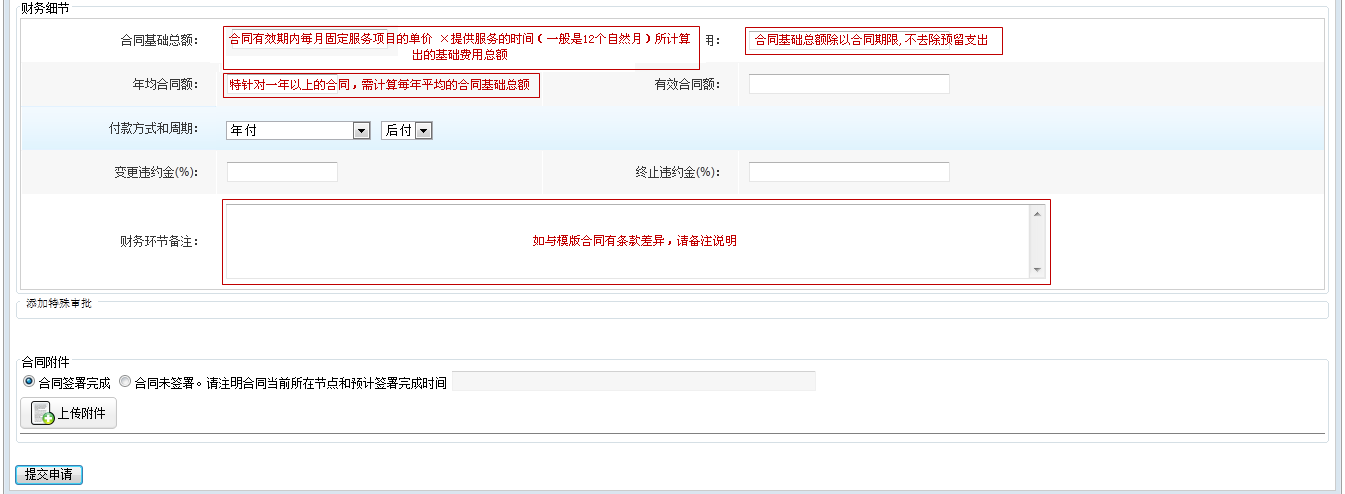 财务细节
合同基础总额：
合同有效期内每月固定服务项目的单价 ×提供服务的时间（一般是12个自然月）所计算
出的基础费用总额
用：
合同基础总额除以合同期限,不去除预留支出
年均合同额：
特针对一年以上的合同，需计算每年平均的合同基础总额
有效合同额：
付款方式和周期：
年付
后付
变更违约金(%)：
终止违约金(%)：
财务环节备注：
如与模版合同有条款差异，请备注说明
添加特殊审批
合同附件
合同签署完成
合同未签署。请注明合同当前所在节点和预计签署完成时间
上传附件
提交申请